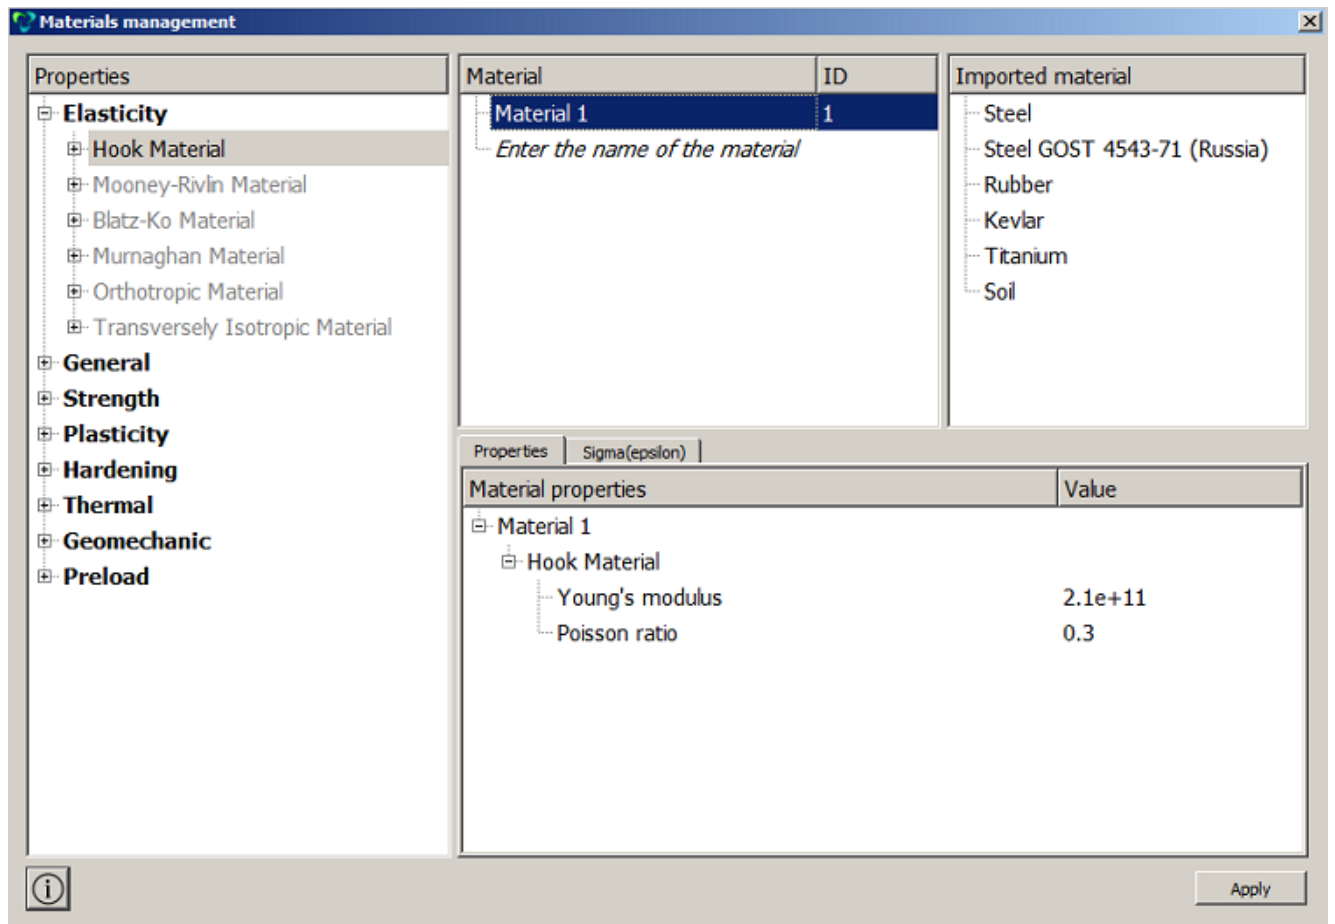 Materials management
Properties
Elasticity
Hook Material
Mooney-Rivlin Material
Blatz-Ko Material
Murnaghan Material
Orthotropic Material
Transversely Isotropic Material
General
Strength
Plasticity
Hardening
Thermal
Geomechanic
Preload
Material ID
Material 1 1
Enter the name of the material
Imported material
Steel
Steel GOST 4543-71 (Russia)
Rubber
Kevlar
Titanium
Soil
Properties Sigma(epsilon)
Material properties Value
Material 1
Hook Material
Young's modulus 2.1e+11
Poisson ratio 0.3
Apply